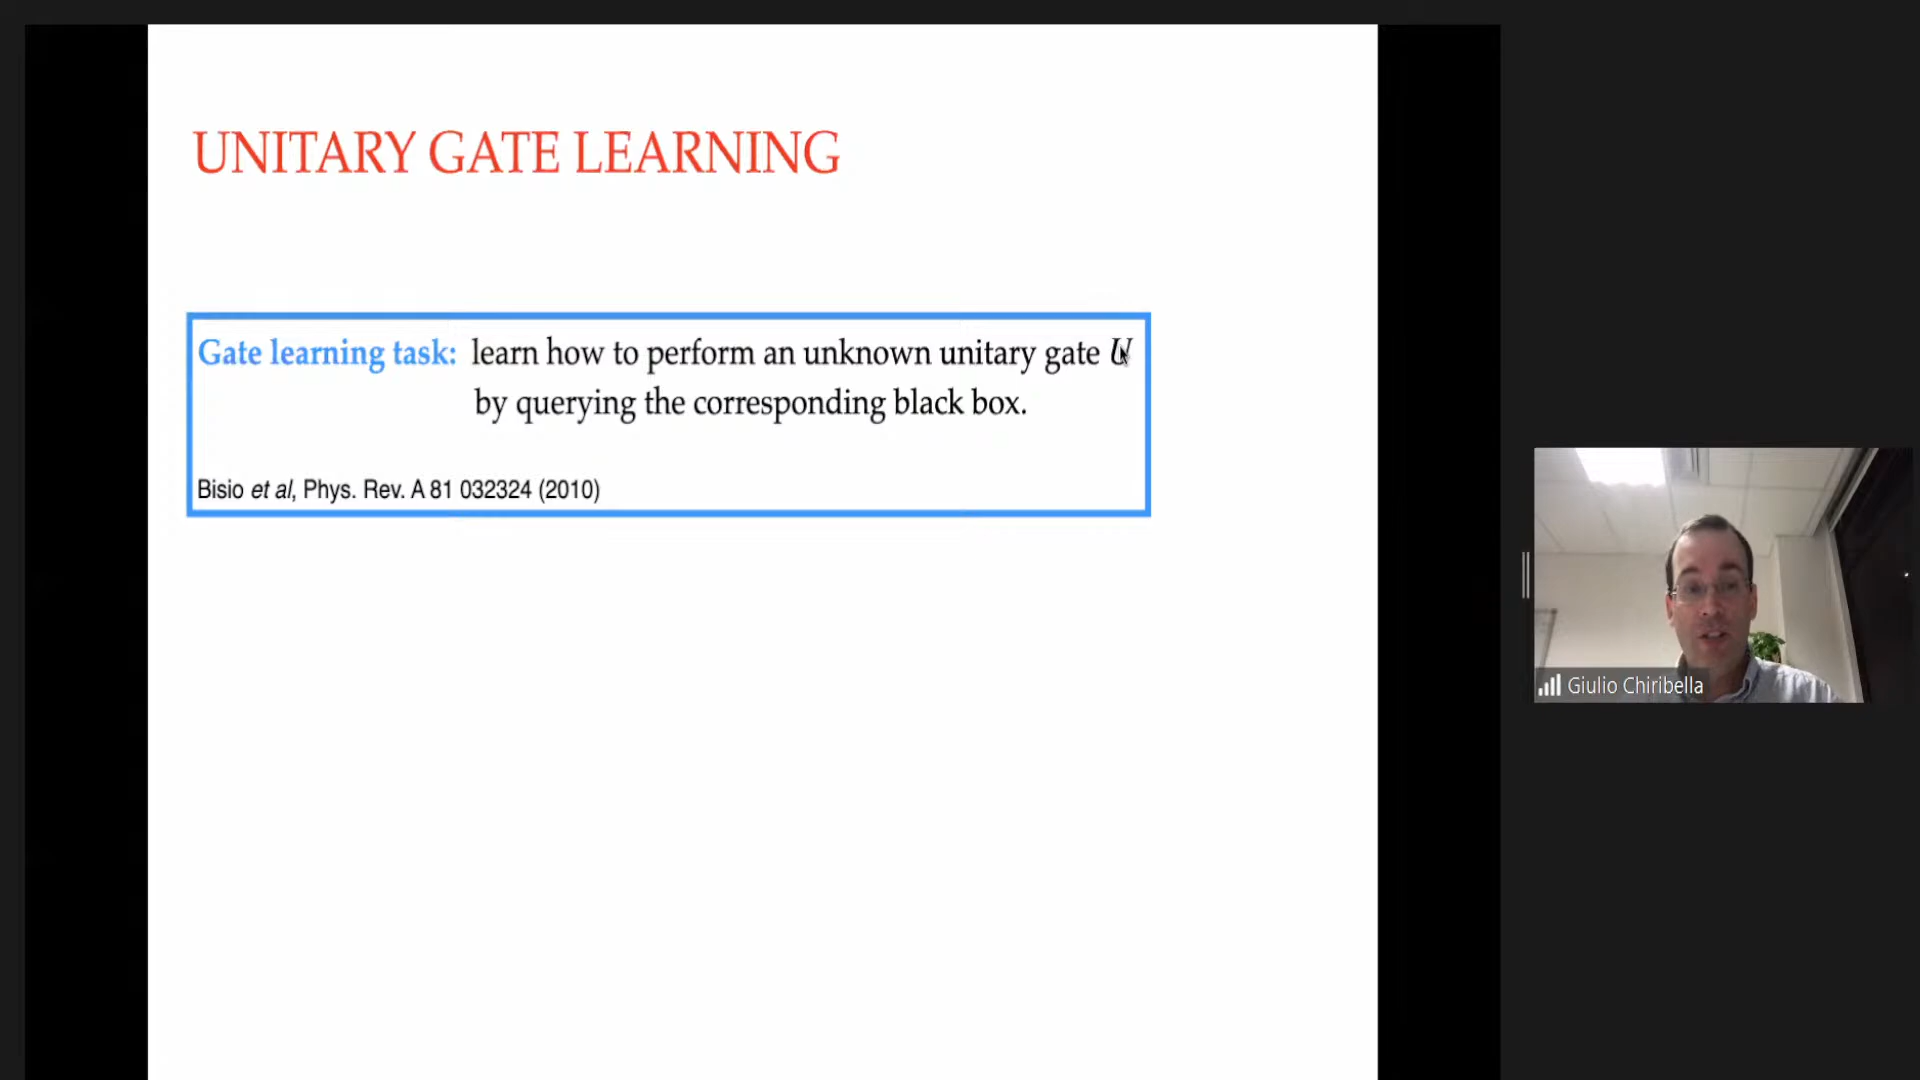 UNITARY GATE LEARNING
Gate learning task: learn how to perform an unknown unitary gate U
by querying the corresponding black box.
Bisio et al, Phys. Rev. A 81 032324 (2010)
Giulio Chiribella